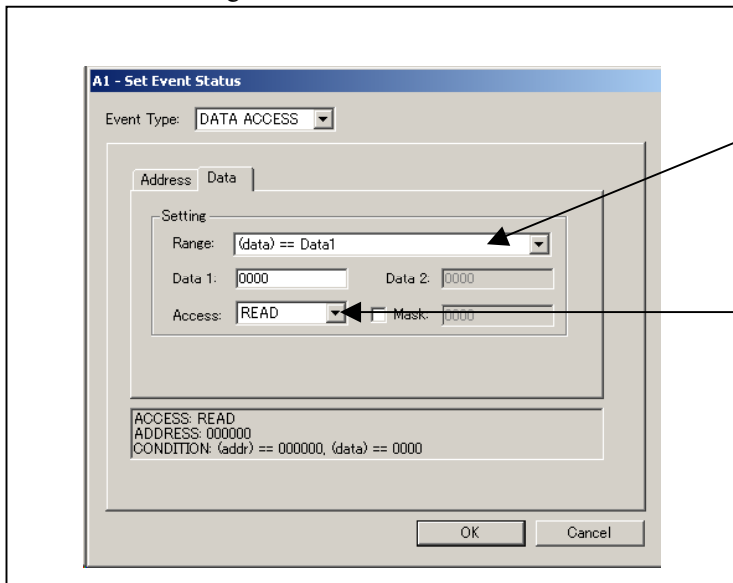 A1 - Set Event Status
Event Type: DATA ACCESS
Address Data
Setting
Range: (data) == Data1
Data 1: 0000 Data 2: 0000
Access: READ Mask: 0000
ACCESS: READ
ADDRESS: 000000
CONDITION: (addr) == 000000, (data) == 0000
OK Cancel